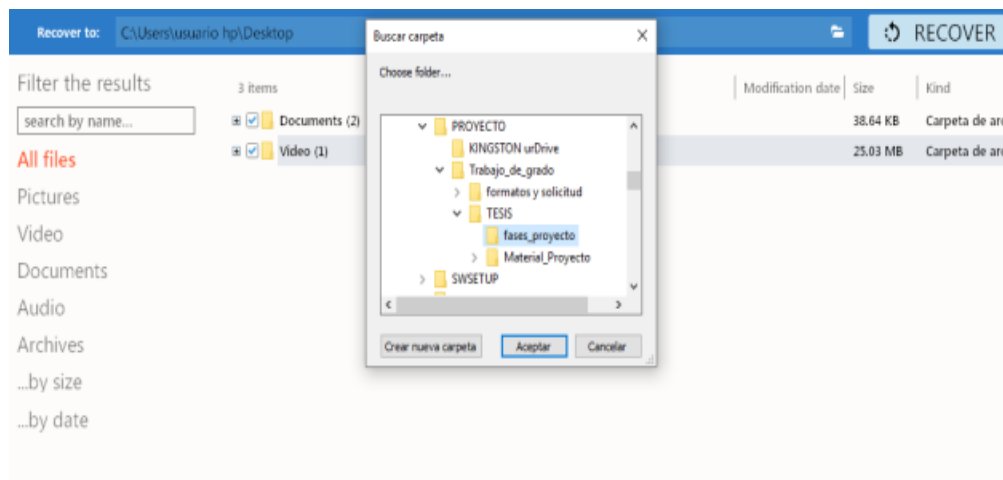 Recover to: C:\Users\usuario hp\Desktop
RECOVER
Buscar carpeta
Choose folder...
PROYECTO
KINGSTON urDrive
Trabajo_de_grado
formatos y solicitud
TESIS
fases_proyecto
Material_Proyecto
SWSETUP
Crear nueva carpeta Aceptar Cancelar
Filter the results
search by name...
All files
Pictures
Video
Documents
Audio
Archives
...by size
...by date
3 items Modification date Size Kind
Documents (2) 38.64 KB Carpeta de arc
Video (1) 25.03 MB Carpeta de arc